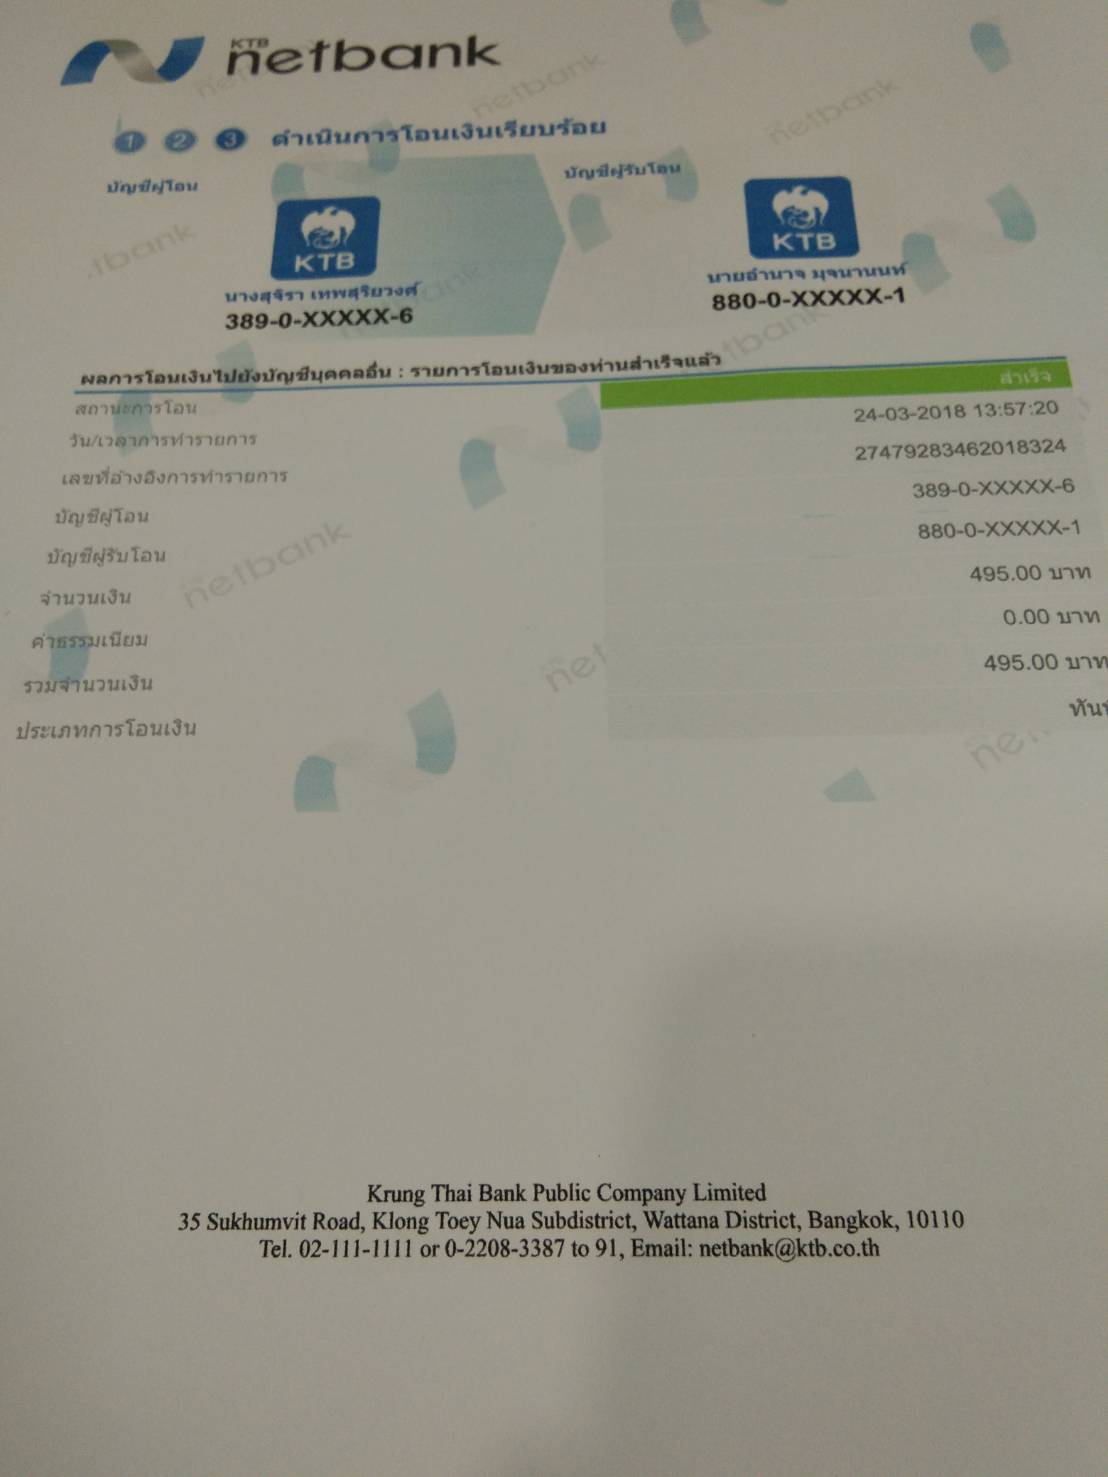 KTB
netbank
1 2 3 ดำเนินการโอนเงินเรียบร้อย
บัญชีผู้โอน
บัญชีผู้รับโอน
KTB
KTB
นางสุจิรา เทพสุริยวงศ์
389-0-XXXXX-6
นายอำนาจ มุจนานนท์
880-0-XXXXX-1
ผลการโอนเงินไปยังบัญชีบุคคลอื่น : รายการโอนเงินของท่านสำเร็จแล้ว
สถานะการโอน สำเร็จ
วัน/เวลาการทำรายการ 24-03-2018 13:57:20
เลขที่อ้างอิงการทำรายการ 27479283462018324
บัญชีผู้โอน 389-0-XXXXX-6
บัญชีผู้รับโอน 880-0-XXXXX-1
จำนวนเงิน 495.00 บาท
ค่าธรรมเนียม 0.00 บาท
รวมจำนวนเงิน 495.00 บาท
ประเภทการโอนเงิน
Krung Thai Bank Public Company Limited
35 Sukhumvit Road, Klong Toey Nua Subdistrict, Wattana District, Bangkok, 10110
Tel. 02-111-1111 or 0-2208-3387 to 91, Email: netbank@ktb.co.th